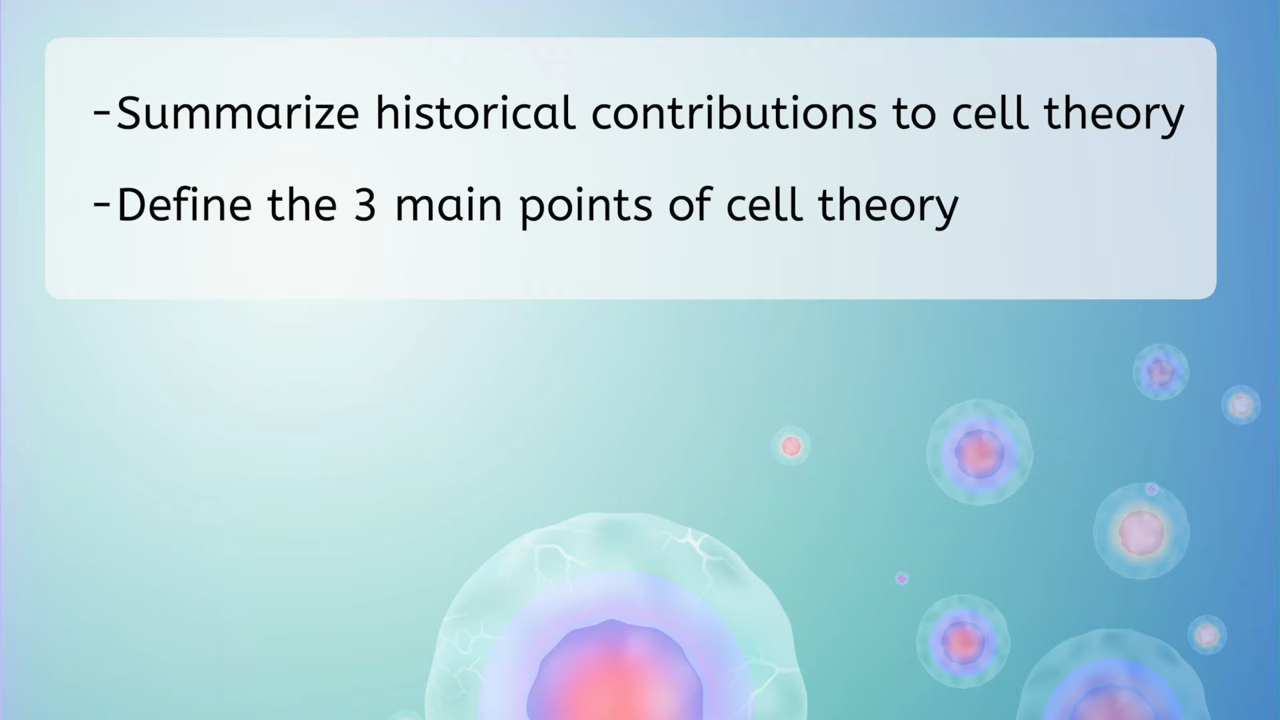 -Summarize historical contributions to cell theory
-Define the 3 main points of cell theory